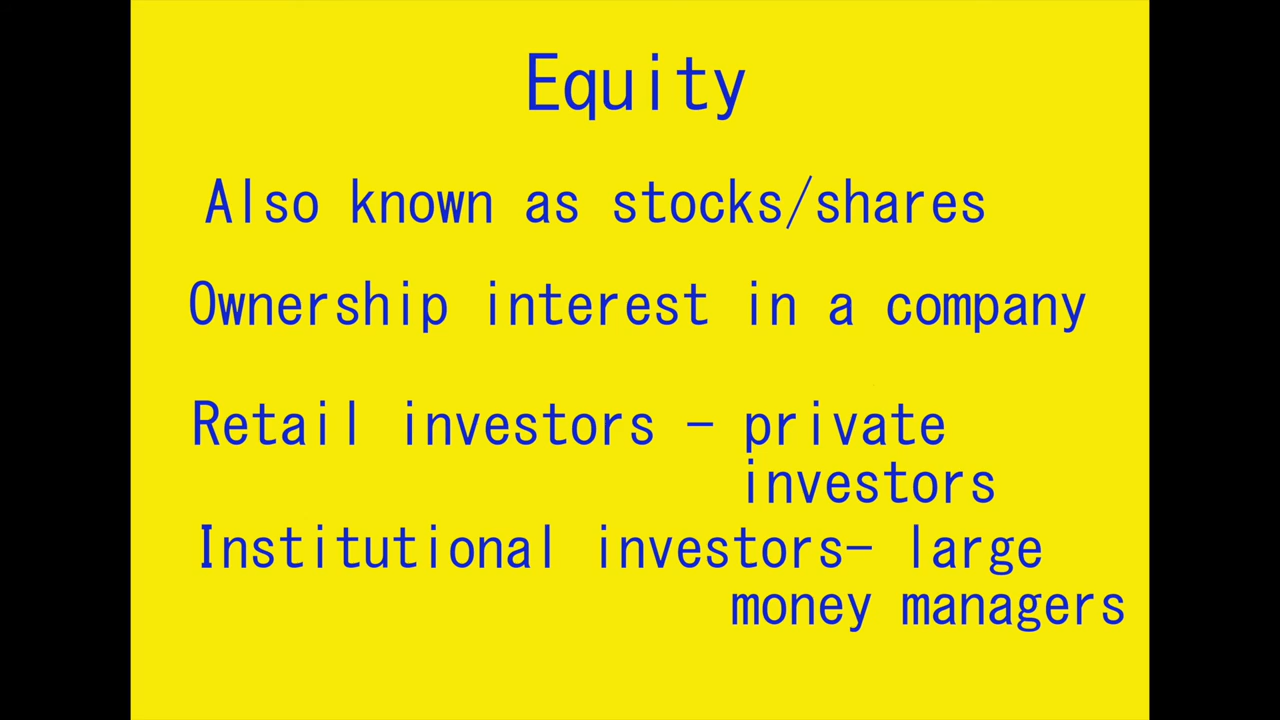 Equity
Also known as stocks/shares
Ownership interest in a company
Retail investors - private
investors
Institutional investors- large
money managers